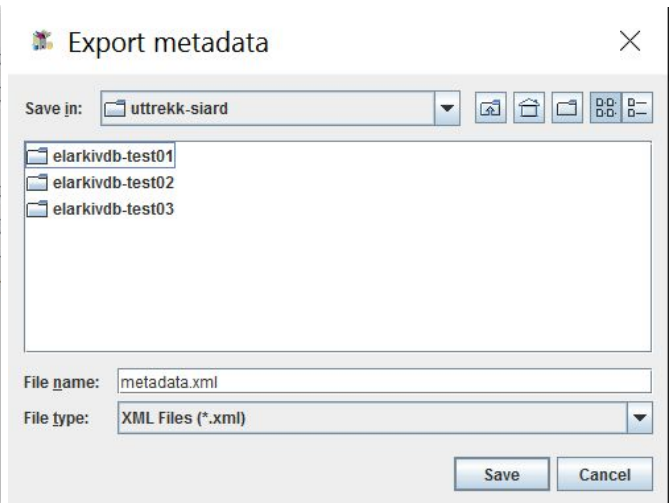 Export metadata
Save in: uttrekk-siard
elarkivdb-test01
elarkivdb-test02
elarkivdb-test03
File name: metadata.xml
File type: XML Files (*.xml)
Save Cancel